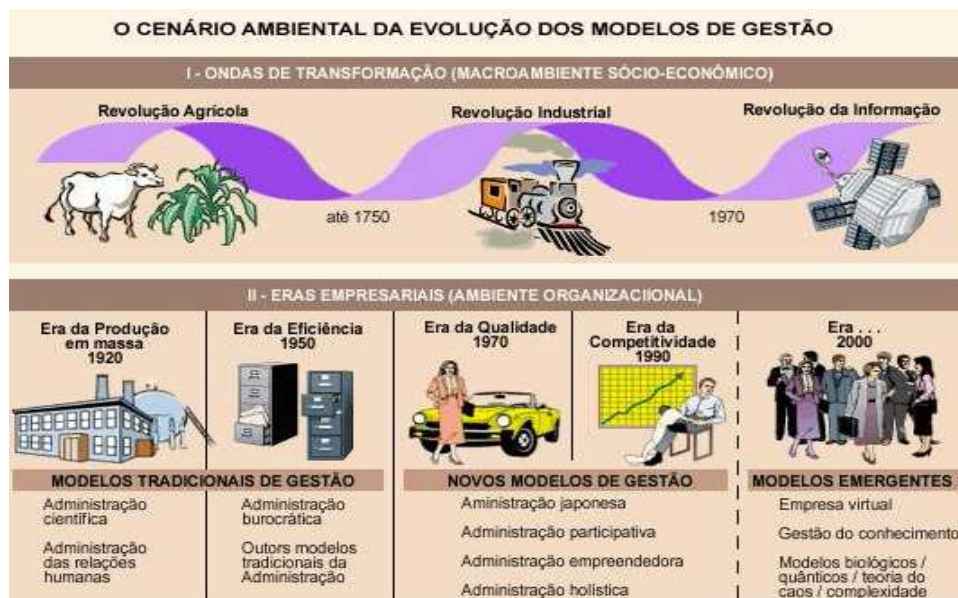 O CENÁRIO AMBIENTAL DA EVOLUÇÃO DOS MODELOS DE GESTÃO
I - ONDAS DE TRANSFORMAÇÃO (MACROAMBIENTE SÓCIO-ECONÔMICO)
Revolução Agrícola
Revolução Industrial
Revolução da Informação
até 1750
1970
II - ERAS EMPRESARIAIS (AMBIENTE ORGANIZACIIONAL)
Era da Produção
em massa
1920
Era da Eficiência
1950
Era da Qualidade
1970
Era da
Competitividade
1990
Era . . .
2000
MODELOS TRADICIONAIS DE GESTÃO
Administração
científica
Administração
das relações
humanas
Administração
burocrática
Outors modelos
tradicionais da
Administração
NOVOS MODELOS DE GESTÃO
Aministração japonesa
Administração participativa
Administração empreendedora
Administração holística
MODELOS EMERGENTES
Empresa virtual
Gestão do conhecimento
Modelos biológicos /
quânticos / teoria do
caos / complexidade